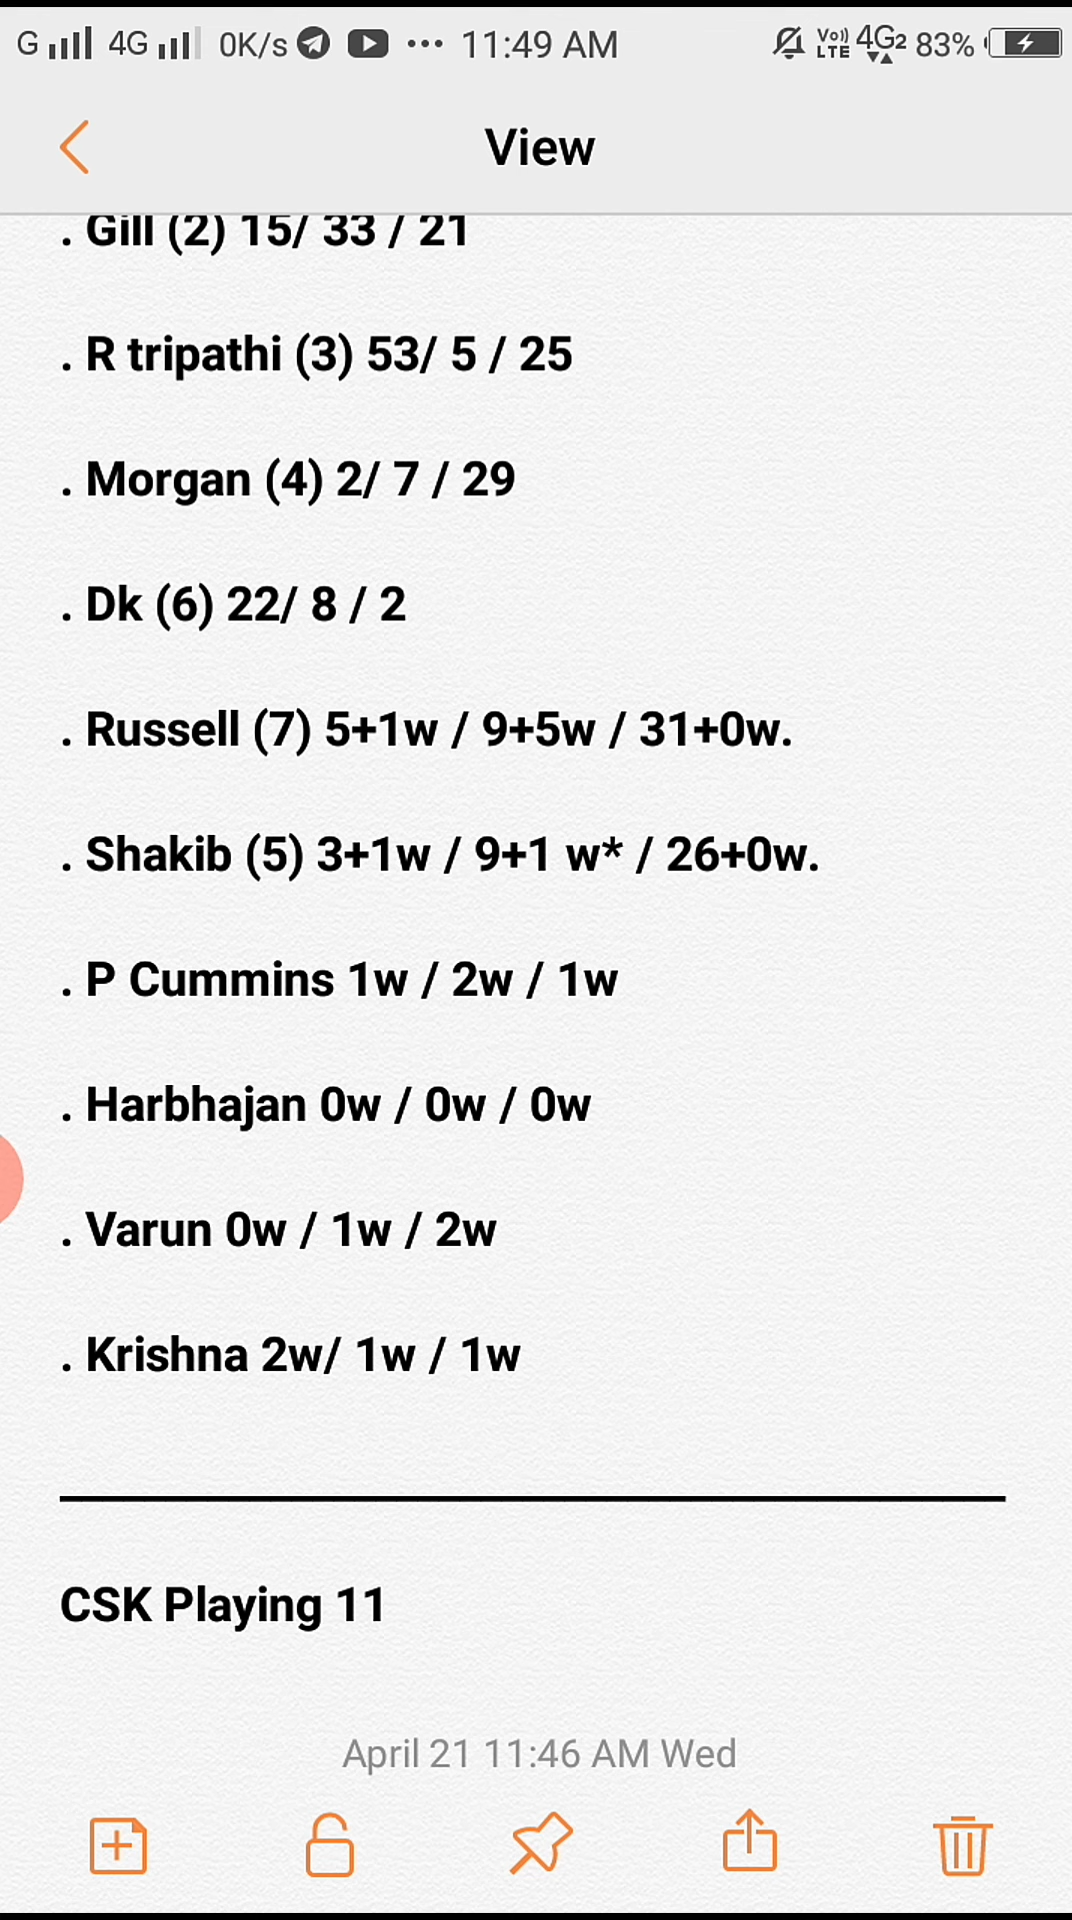 G 4G 0K/s ... 11:49 AM Vo)) LTE 4G2 83%
View
. Gill (2) 15/ 33 / 21
. R tripathi (3) 53/ 5 / 25
. Morgan (4) 2/ 7 / 29
. Dk (6) 22/ 8 / 2
. Russell (7) 5+1w / 9+5w / 31+0w.
. Shakib (5) 3+1w / 9+1 w* / 26+0w.
. P Cummins 1w / 2w / 1w
. Harbhajan 0w / 0w / 0w
. Varun 0w / 1w / 2w
. Krishna 2w/ 1w / 1w
CSK Playing 11
April 21 11:46 AM Wed